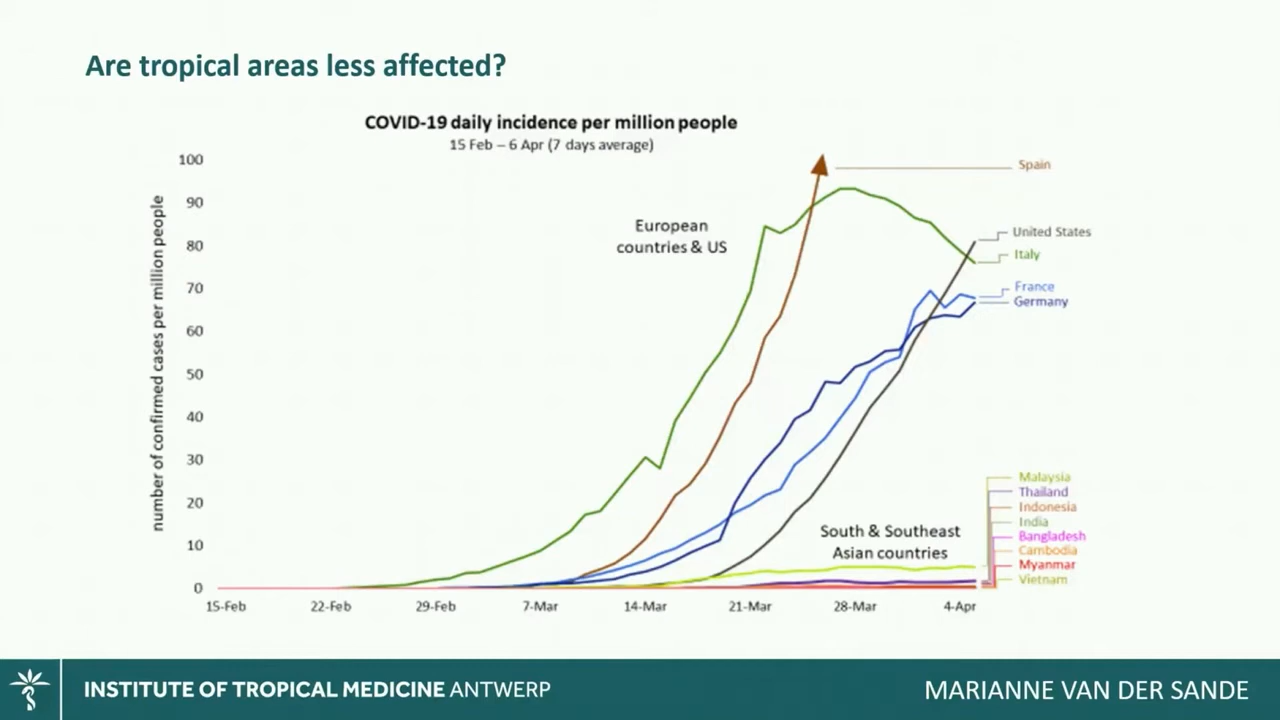 Are tropical areas less affected?
COVID-19 daily incidence per million people
15 Feb – 6 Apr (7 days average)
number of confirmed cases per million people
100
90
80
70
60
50
40
30
20
10
0
15-Feb
22-Feb
29-Feb
7-Mar
14-Mar
21-Mar
28-Mar
4-Apr
European
countries & US
South & Southeast
Asian countries
Spain
United States
Italy
France
Germany
Malaysia
Thailand
Indonesia
India
Bangladesh
Cambodia
Myanmar
Vietnam
INSTITUTE OF TROPICAL MEDICINE ANTWERP
MARIANNE VAN DER SANDE